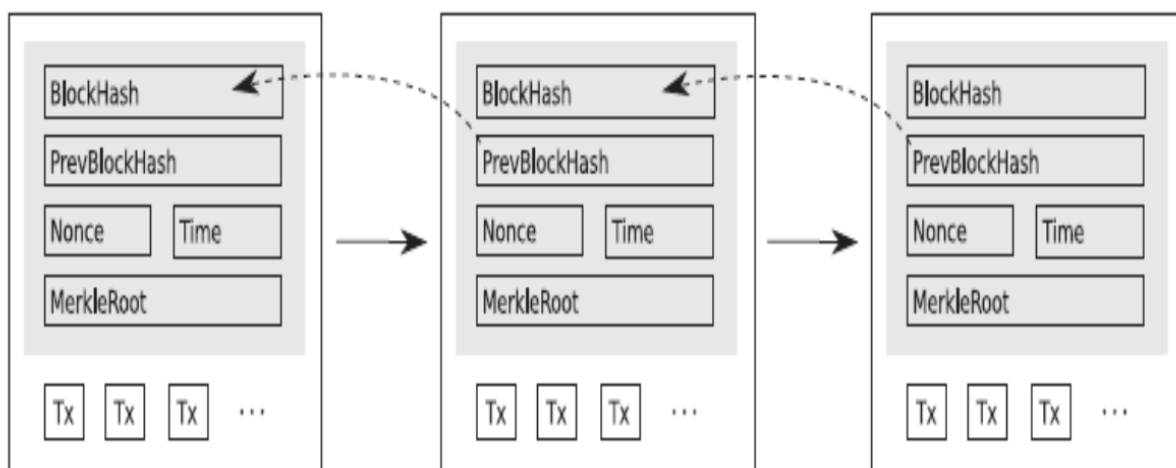 BlockHash
PrevBlockHash
Nonce Time
MerkleRoot
Tx Tx Tx ...
BlockHash
PrevBlockHash
Nonce Time
MerkleRoot
Tx Tx Tx ...
BlockHash
PrevBlockHash
Nonce Time
MerkleRoot
Tx Tx Tx ...